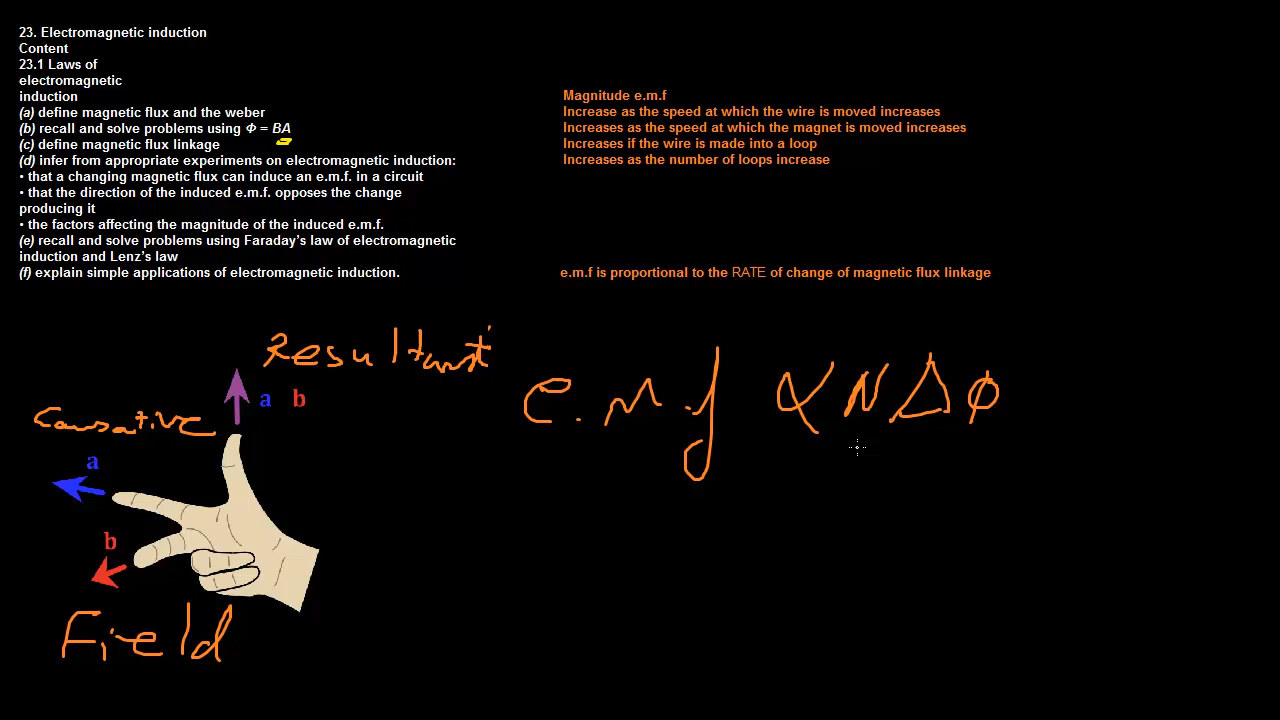 23. Electromagnetic induction
Content
23.1 Laws of
electromagnetic
induction
(a) define magnetic flux and the weber
(b) recall and solve problems using Φ = BA
(c) define magnetic flux linkage
(d) infer from appropriate experiments on electromagnetic induction:
• that a changing magnetic flux can induce an e.m.f. in a circuit
• that the direction of the induced e.m.f. opposes the change
producing it
• the factors affecting the magnitude of the induced e.m.f.
(e) recall and solve problems using Faraday's law of electromagnetic
induction and Lenz's law
(f) explain simple applications of electromagnetic induction.
Magnitude e.m.f
Increase as the speed at which the wire is moved increases
Increases as the speed at which the magnet is moved increases
Increases if the wire is made into a loop
Increases as the number of loops increase
e.m.f is proportional to the RATE of change of magnetic flux linkage
Resultant
a b
Causative
a
b
Field
e.m.f ∝ N Δ ϕ